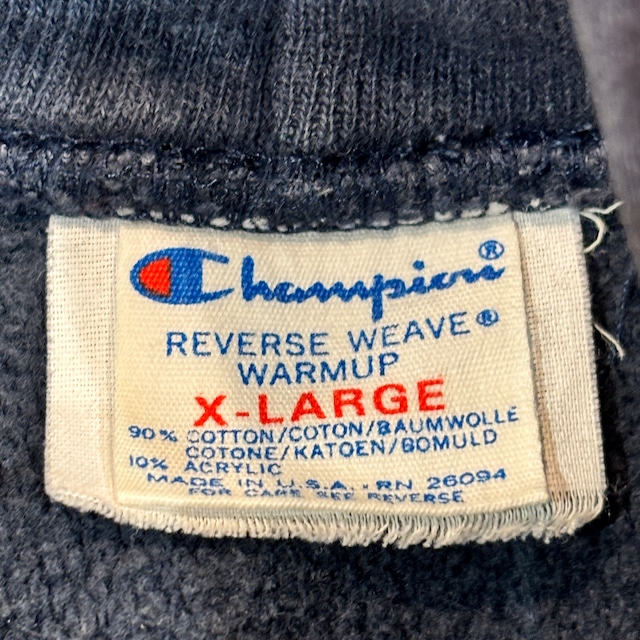 Champion®
REVERSE WEAVE®
WARMUP
X-LARGE
90% COTTON/COTON/BAUMWOLLE
COTONE/KATOEN/BOMULD
10% ACRYLIC
MADE IN U.S.A. - RN 26094
FOR CARE SEE REVERSE